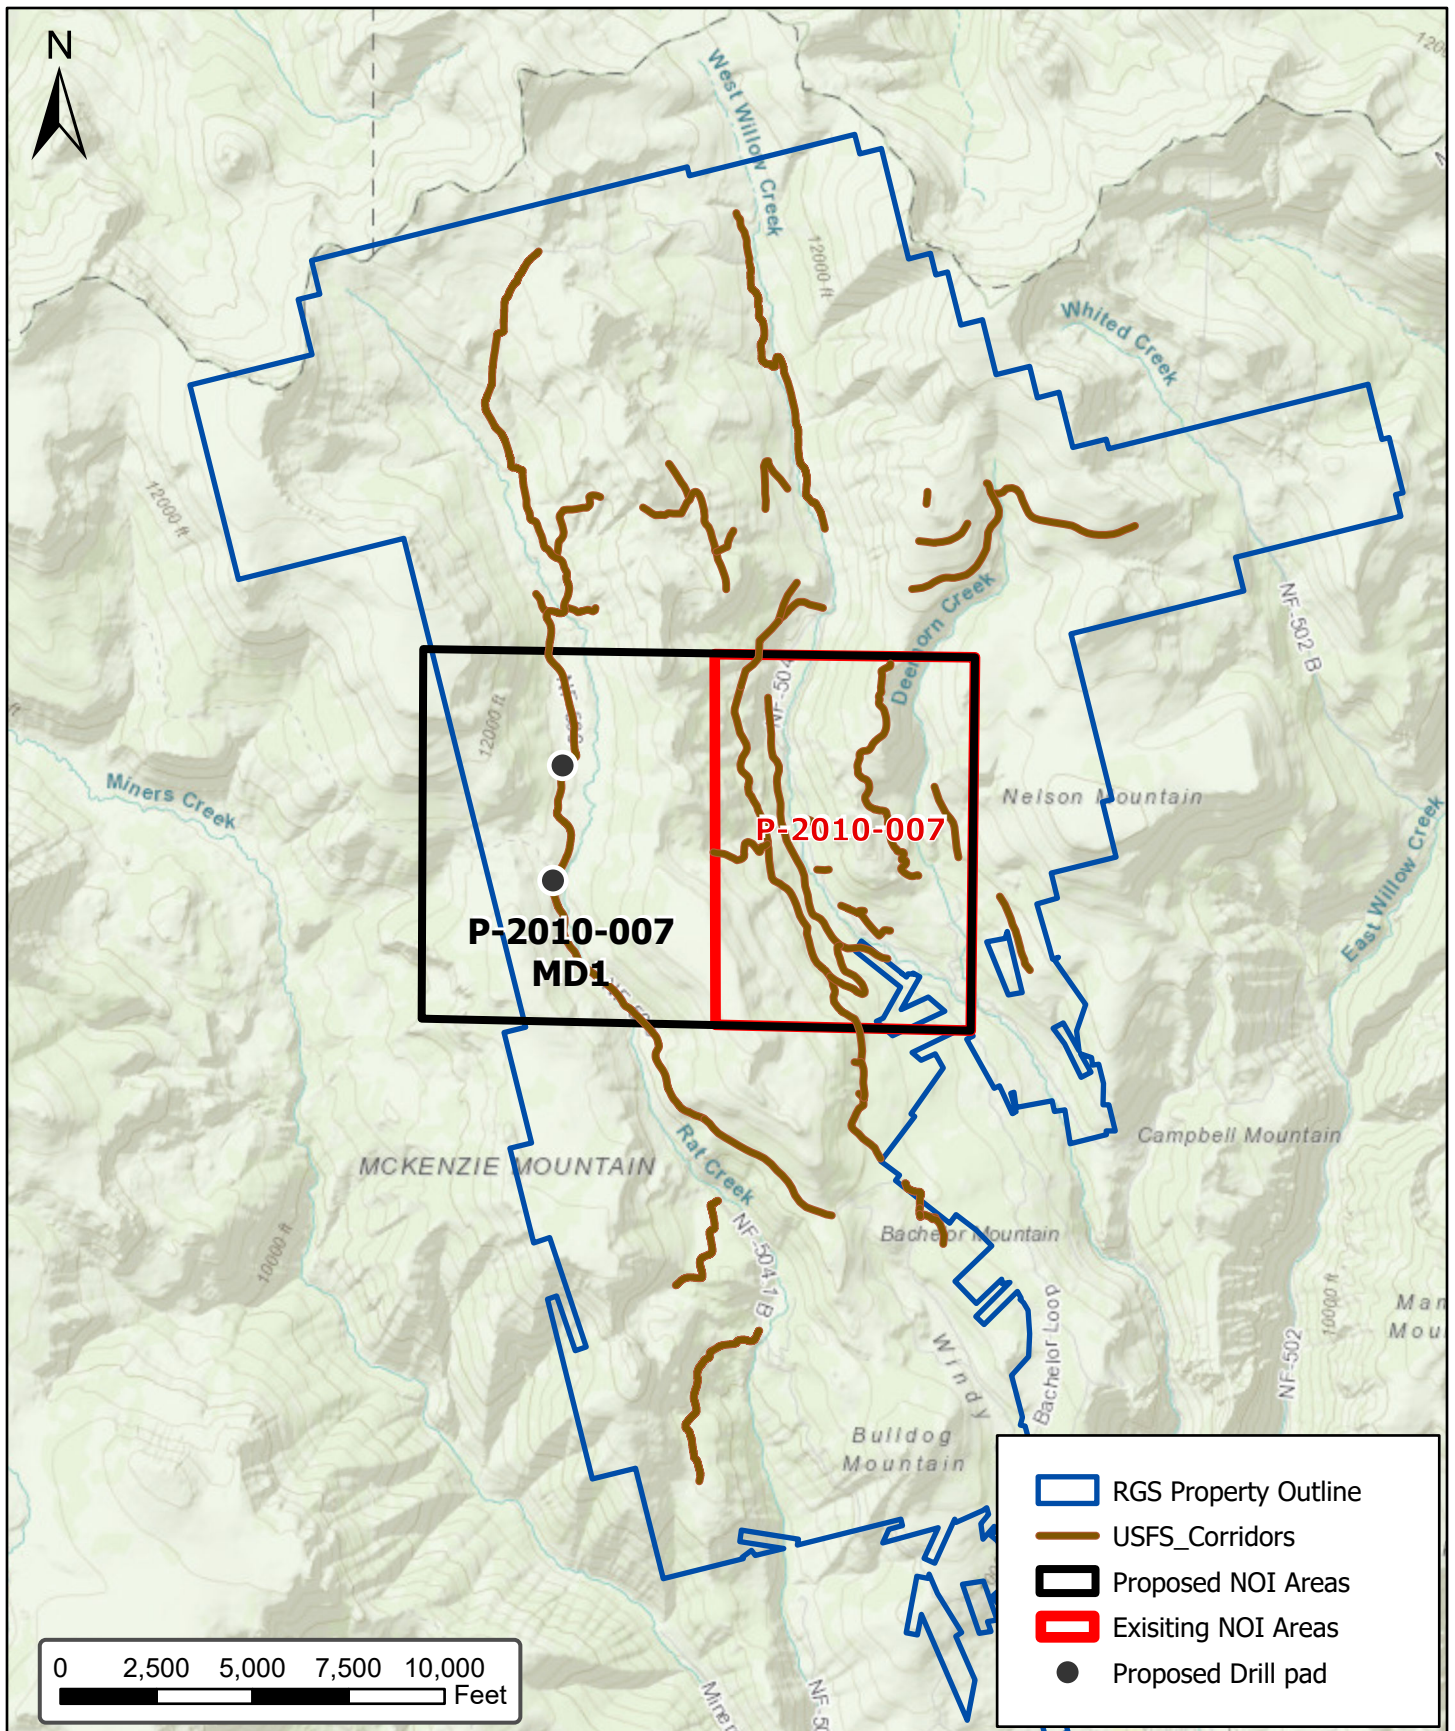 N
West Willow Creek
12000 ft
Whited Creek
12000 ft
Deerhorn Creek
NF-502 B
12000 ft
NF-504
Miners Creek
Nelson Mountain
P-2010-007
East Willow Creek
P-2010-007
MD1
Campbell Mountain
MCKENZIE MOUNTAIN
Rat Creek
NF-504.1 B
Bachelor Mountain
10000 ft
Bachelor Loop
10000 ft
Windy
NF-502
Bulldog
Mountain
RGS Property Outline
USFS_Corridors
Proposed NOI Areas
Exisiting NOI Areas
Proposed Drill pad
0 2,500 5,000 7,500 10,000
Feet